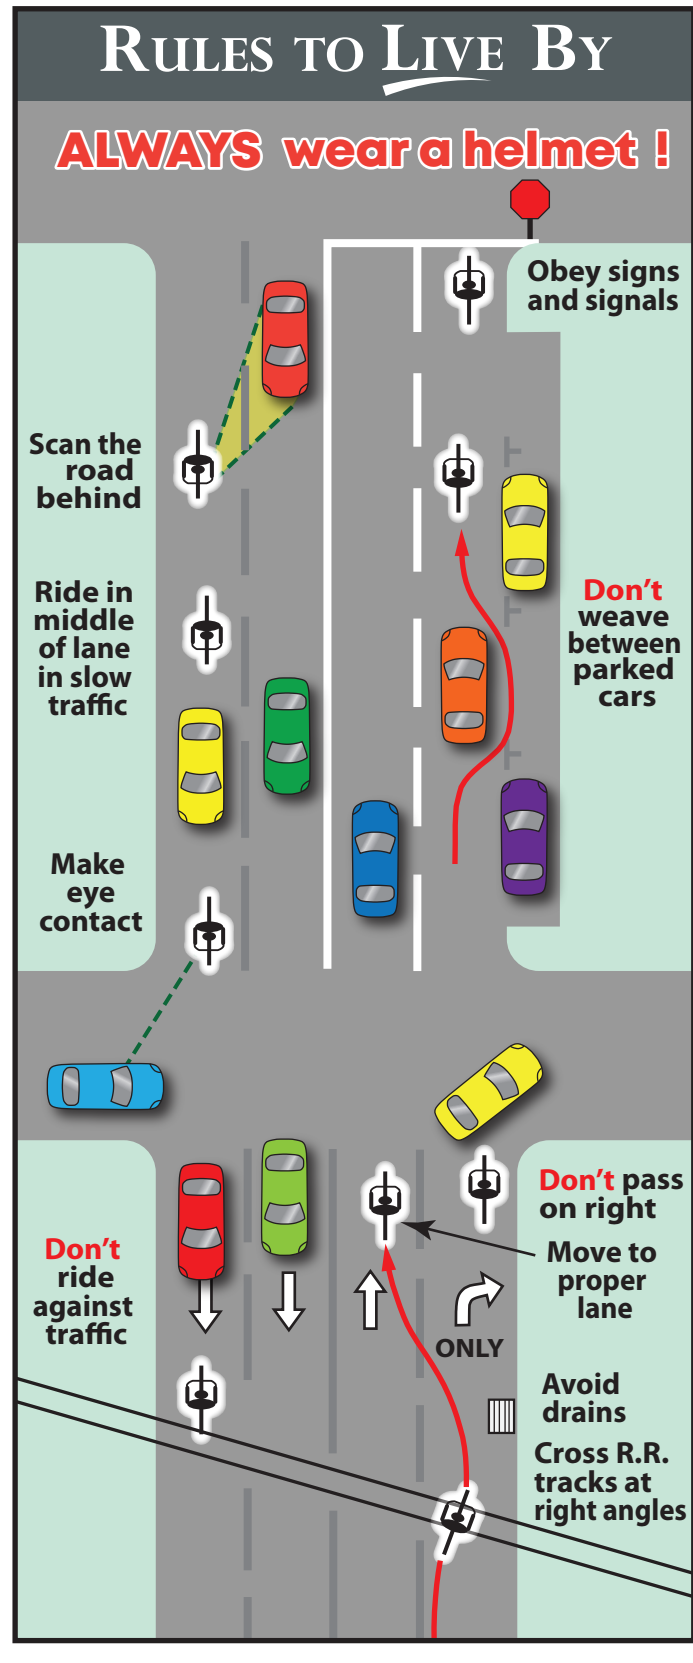 RULES TO LIVE BY
ALWAYS wear a helmet !
Obey signs
and signals
Scan the
road
behind
Ride in
middle
of lane
in slow
traffic
Don't
weave
between
parked
cars
Make
eye
contact
Don't pass
on right
Move to
proper
lane
Don't
ride
against
traffic
ONLY
Avoid
drains
Cross R.R.
tracks at
right angles